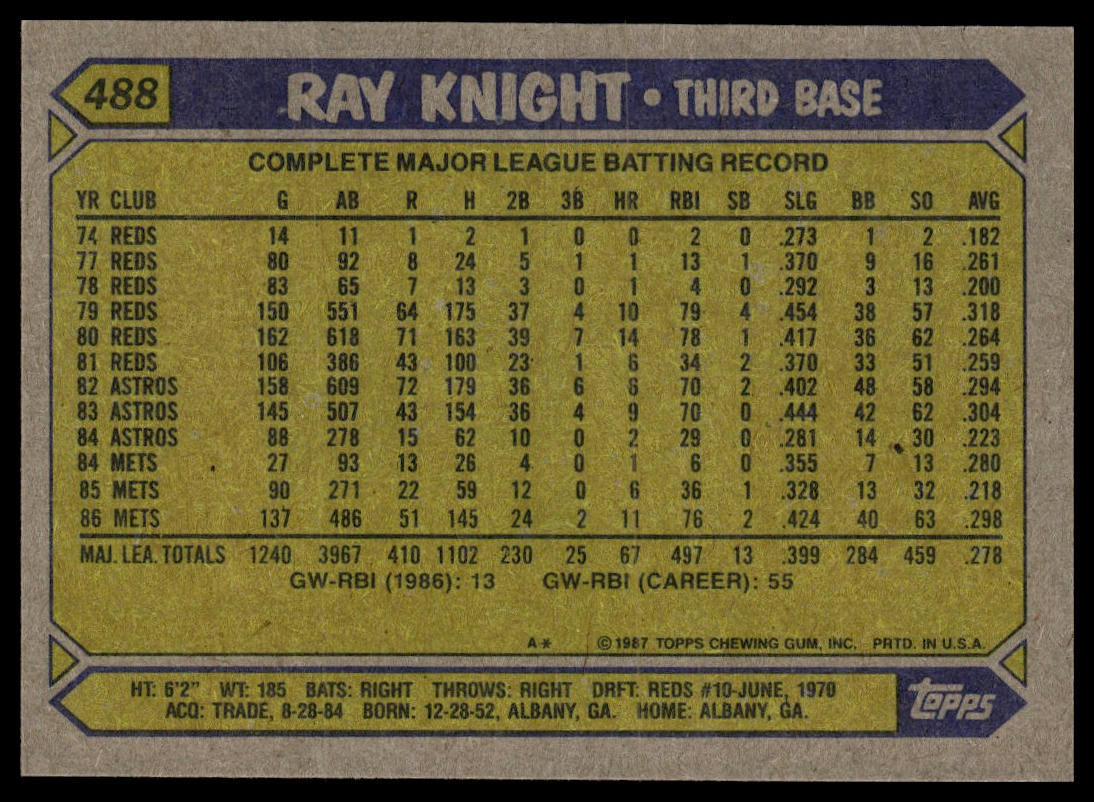 488 RAY KNIGHT • THIRD BASE
COMPLETE MAJOR LEAGUE BATTING RECORD
YR CLUB G AB R H 2B 3B HR RBI SB SLG BB SO AVG
74 REDS 14 11 1 2 1 0 0 2 0 .273 1 2 .182
77 REDS 80 92 8 24 5 1 1 13 1 .370 9 16 .261
78 REDS 83 65 7 13 3 0 1 4 0 .292 3 13 .200
79 REDS 150 551 64 175 37 4 10 79 4 .454 38 57 .318
80 REDS 162 618 71 163 39 7 14 78 1 .417 36 62 .264
81 REDS 106 386 43 100 23 1 6 34 2 .370 33 51 .259
82 ASTROS 158 609 72 179 36 6 6 70 2 .402 48 58 .294
83 ASTROS 145 507 43 154 36 4 9 70 0 .444 42 62 .304
84 ASTROS 88 278 15 62 10 0 2 29 0 .281 14 30 .223
84 METS 27 93 13 26 4 0 1 6 0 .355 7 13 .280
85 METS 90 271 22 59 12 0 6 36 1 .328 13 32 .218
86 METS 137 486 51 145 24 2 11 76 2 .424 40 63 .298
MAJ. LEA. TOTALS 1240 3967 410 1102 230 25 67 497 13 .399 284 459 .278
GW-RBI (1986): 13 GW-RBI (CAREER): 55
A* © 1987 TOPPS CHEWING GUM, INC. PRTD. IN U.S.A.
HT: 6'2" WT: 185 BATS: RIGHT THROWS: RIGHT DRFT: REDS #10-JUNE, 1970
ACQ: TRADE, 8-28-84 BORN: 12-28-52, ALBANY, GA. HOME: ALBANY, GA.
Topps